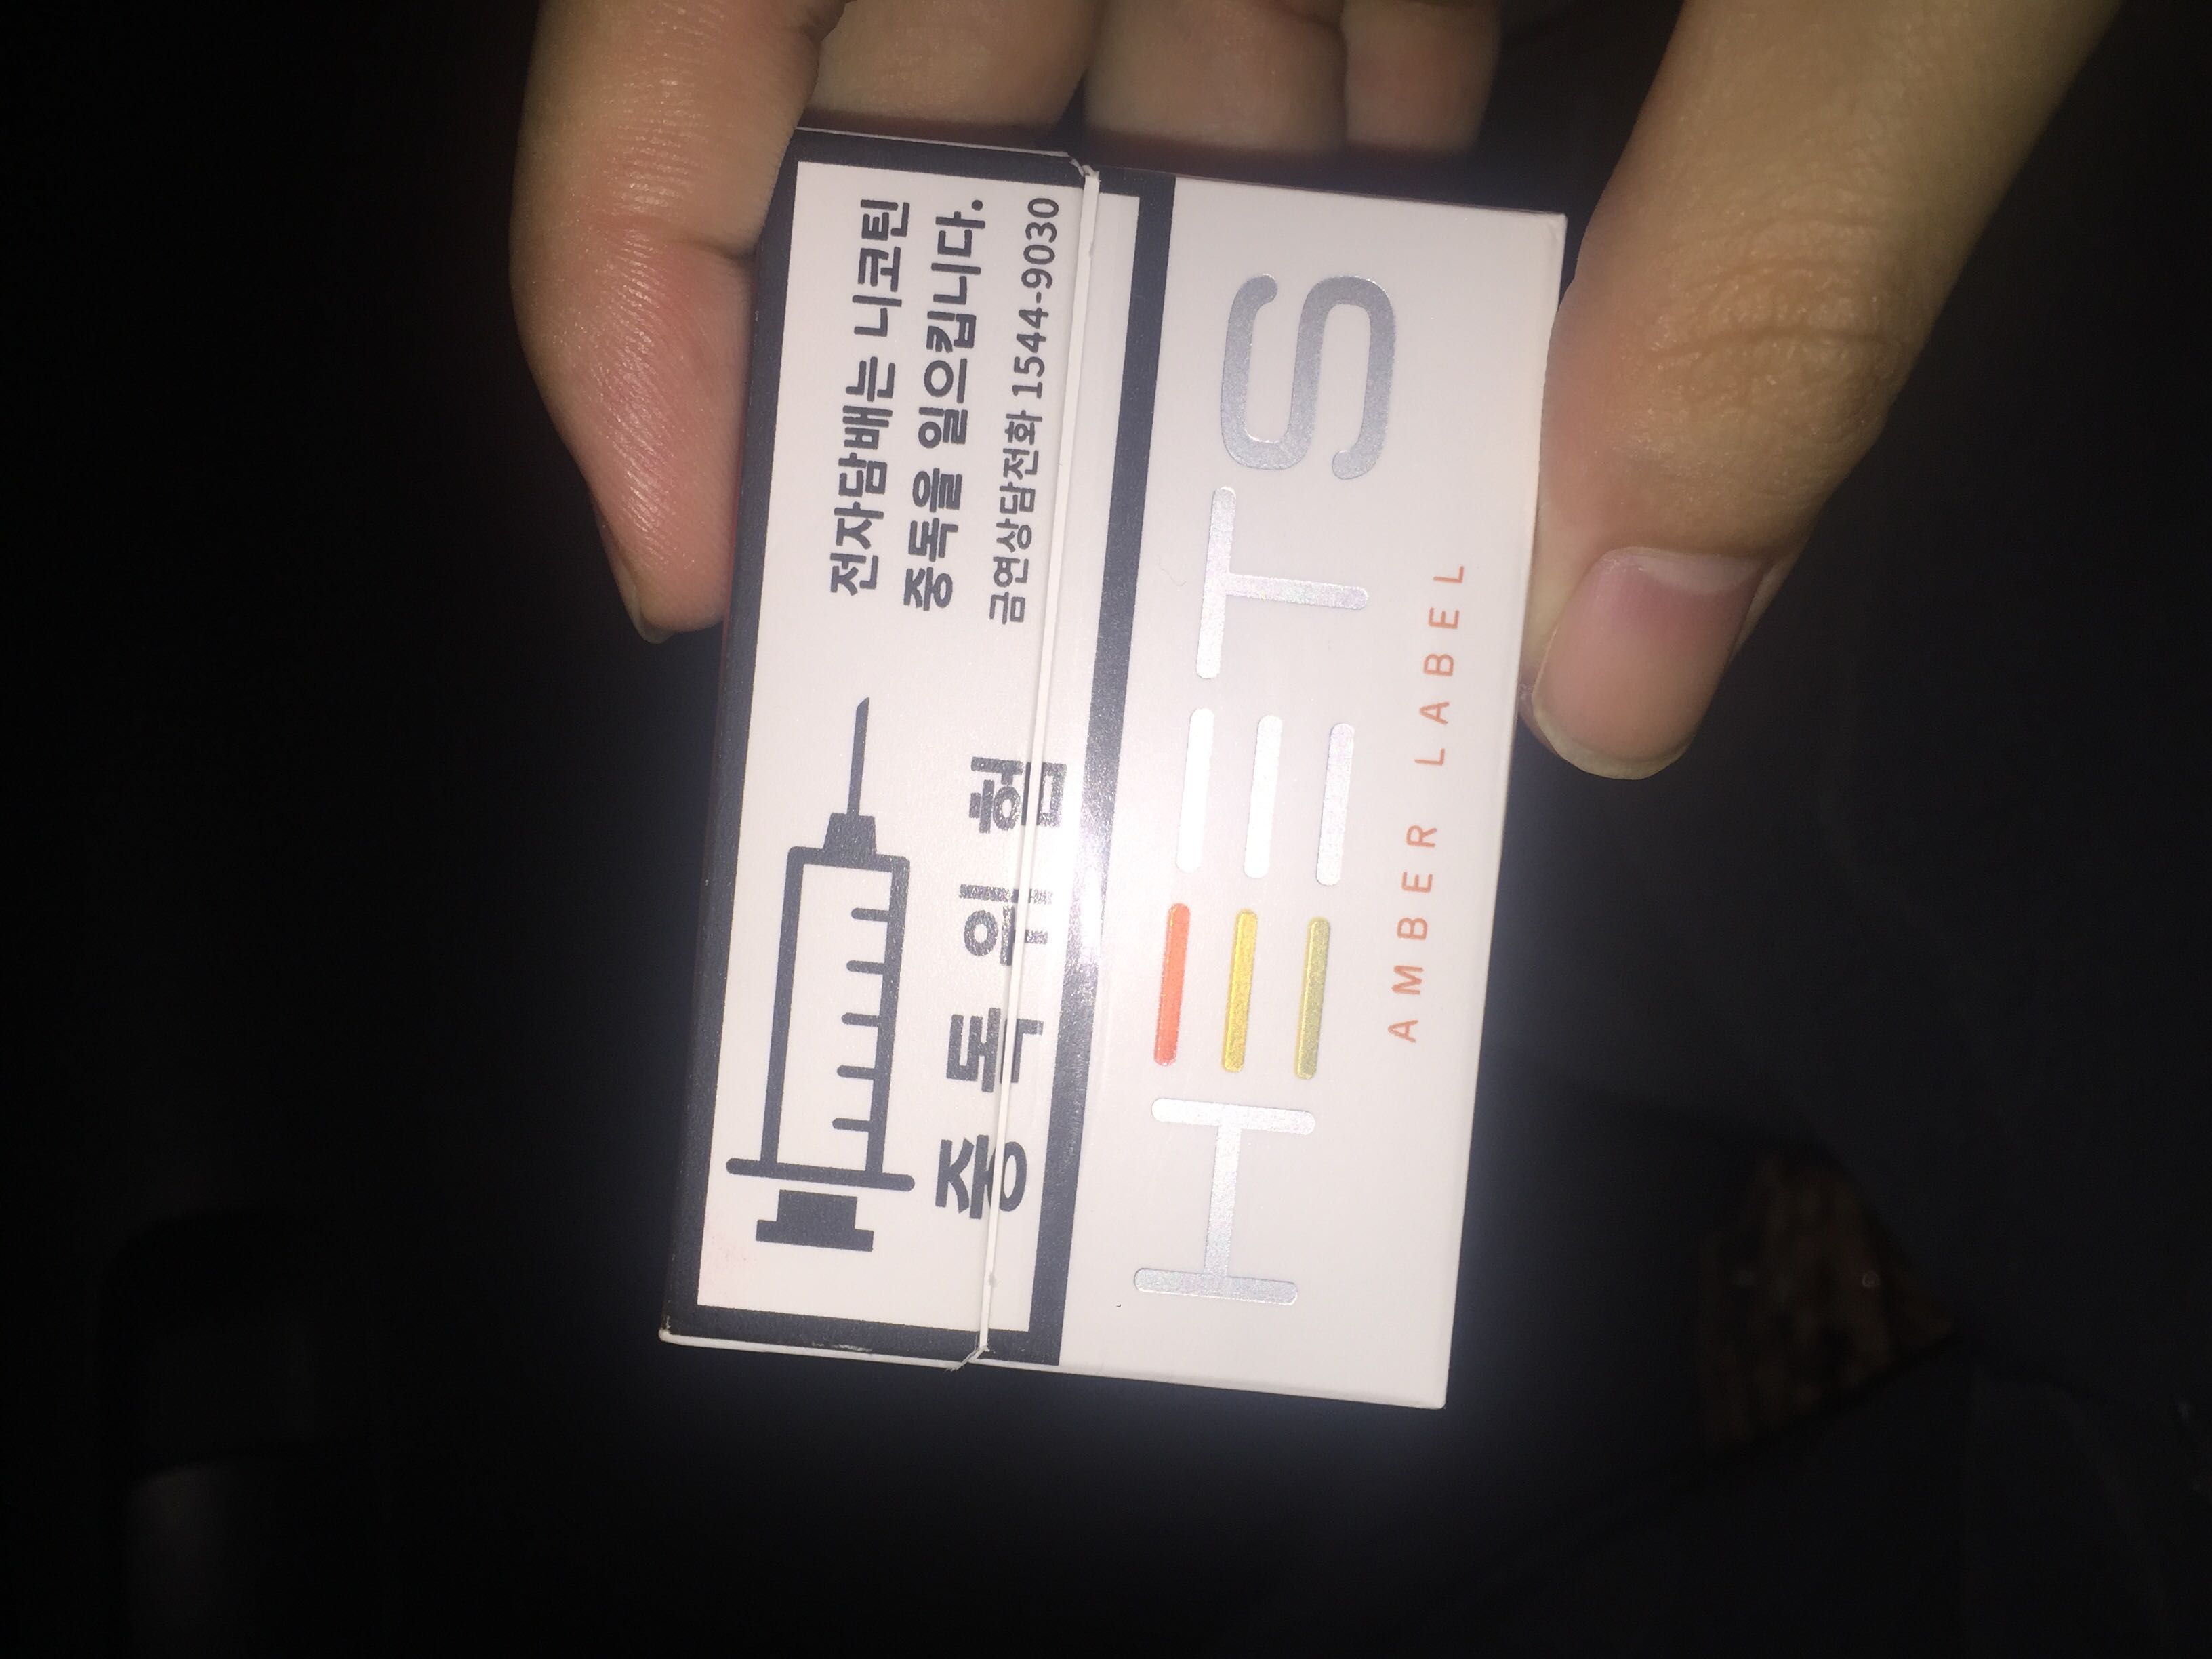 전자담배는 니코틴
중독을 일으킵니다.
금연상담전화 1544-9030
중독위험
HEETS
AMBER LABEL